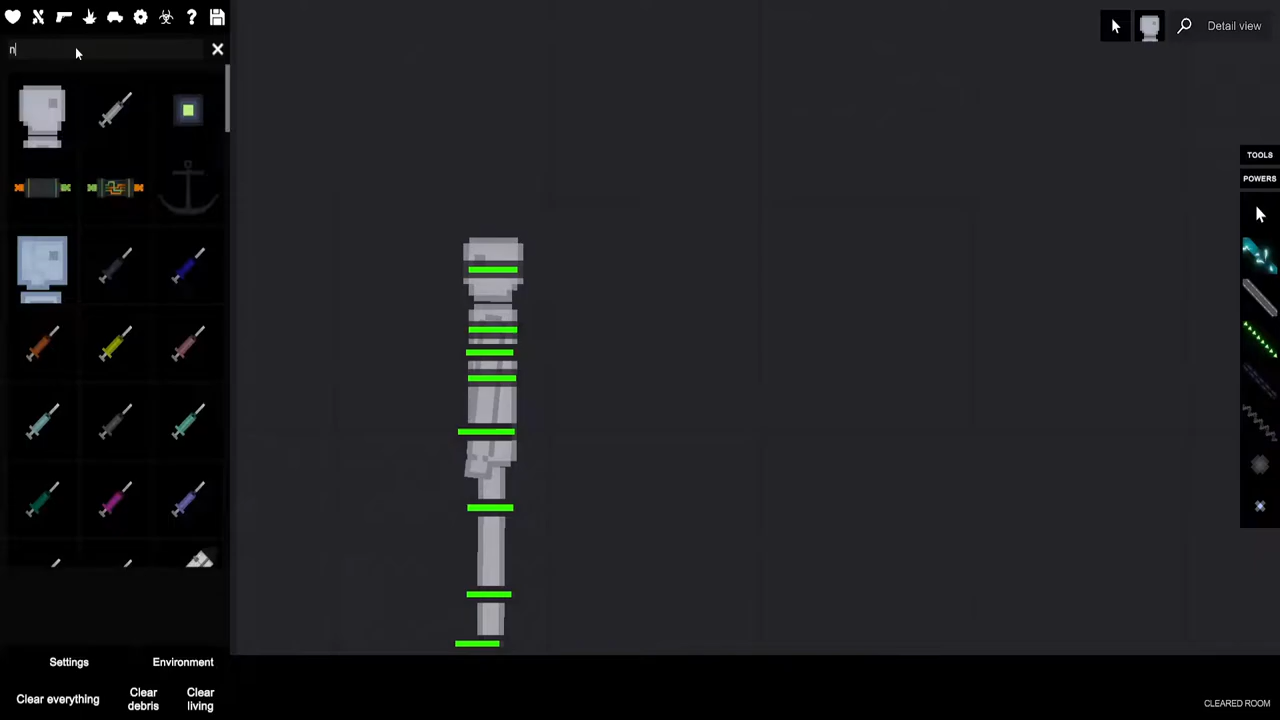 n
Detail view
TOOLS
POWERS
Settings
Environment
Clear everything
Clear
debris
Clear
living
CLEARED ROOM